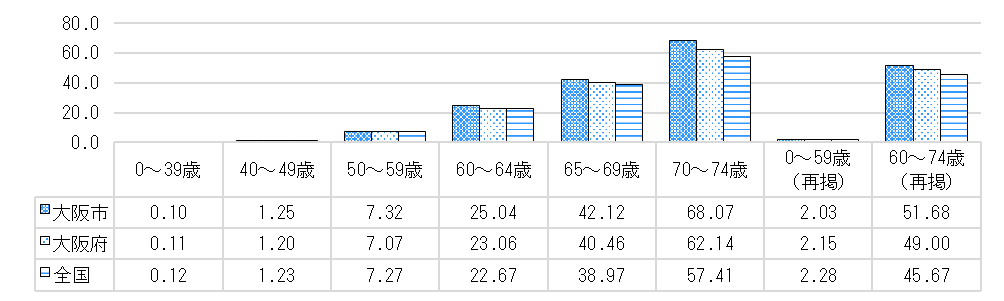 80.0
60.0
40.0
20.0
0.0
0～39歳 40～49歳 50～59歳 60～64歳 65～69歳 70～74歳 0～59歳（再掲） 60～74歳（再掲）
大阪市 0.10 1.25 7.32 25.04 42.12 68.07 2.03 51.68
大阪府 0.11 1.20 7.07 23.06 40.46 62.14 2.15 49.00
全国 0.12 1.23 7.27 22.67 38.97 57.41 2.28 45.67